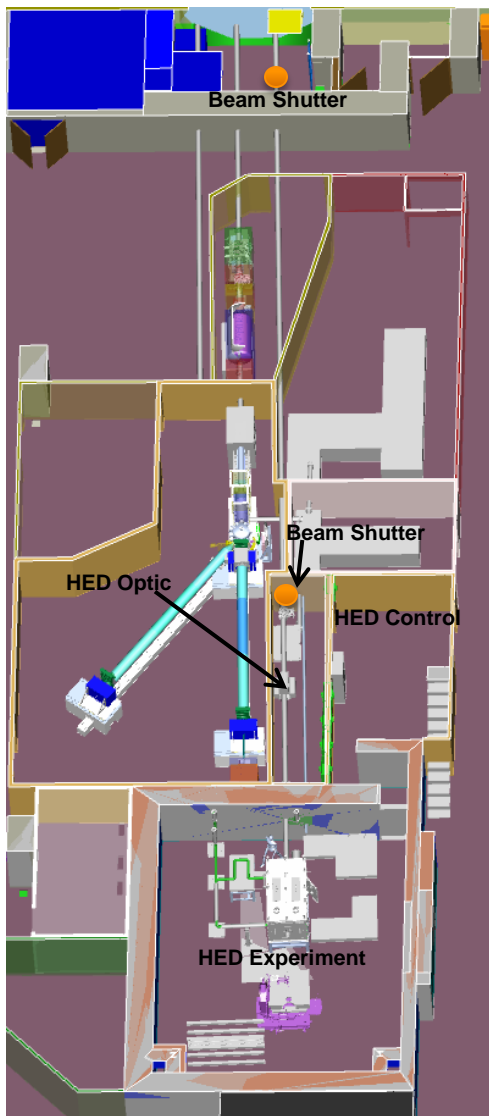 Beam Shutter
Beam Shutter
HED Optic
HED Control
HED Experiment